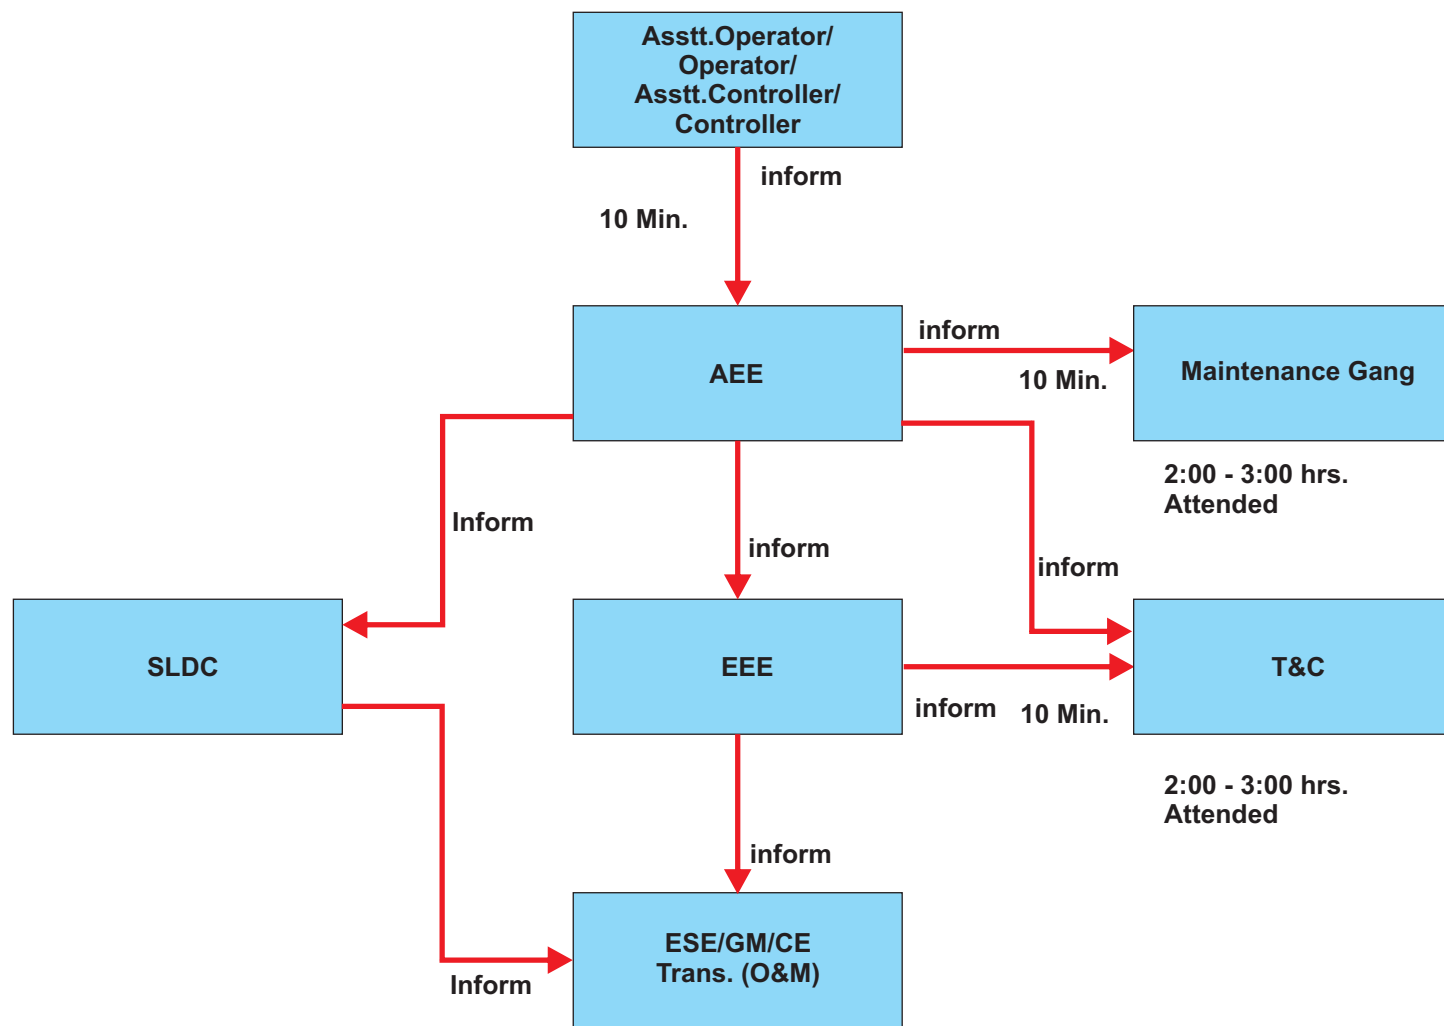 Asstt.Operator/
Operator/
Asstt.Controller/
Controller
inform
10 Min.
AEE
inform
10 Min.
Maintenance Gang
2:00 - 3:00 hrs.
Attended
Inform
inform
inform
SLDC
EEE
inform
10 Min.
T&C
2:00 - 3:00 hrs.
Attended
inform
ESE/GM/CE
Trans. (O&M)
Inform